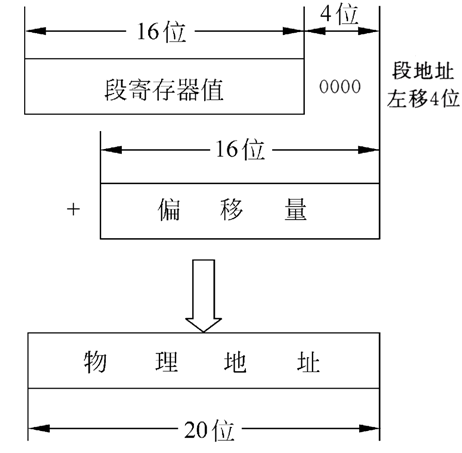 16位
4位
段寄存器值
0000
段地址
左移4位
16位
+
偏移量
物理地址
20位